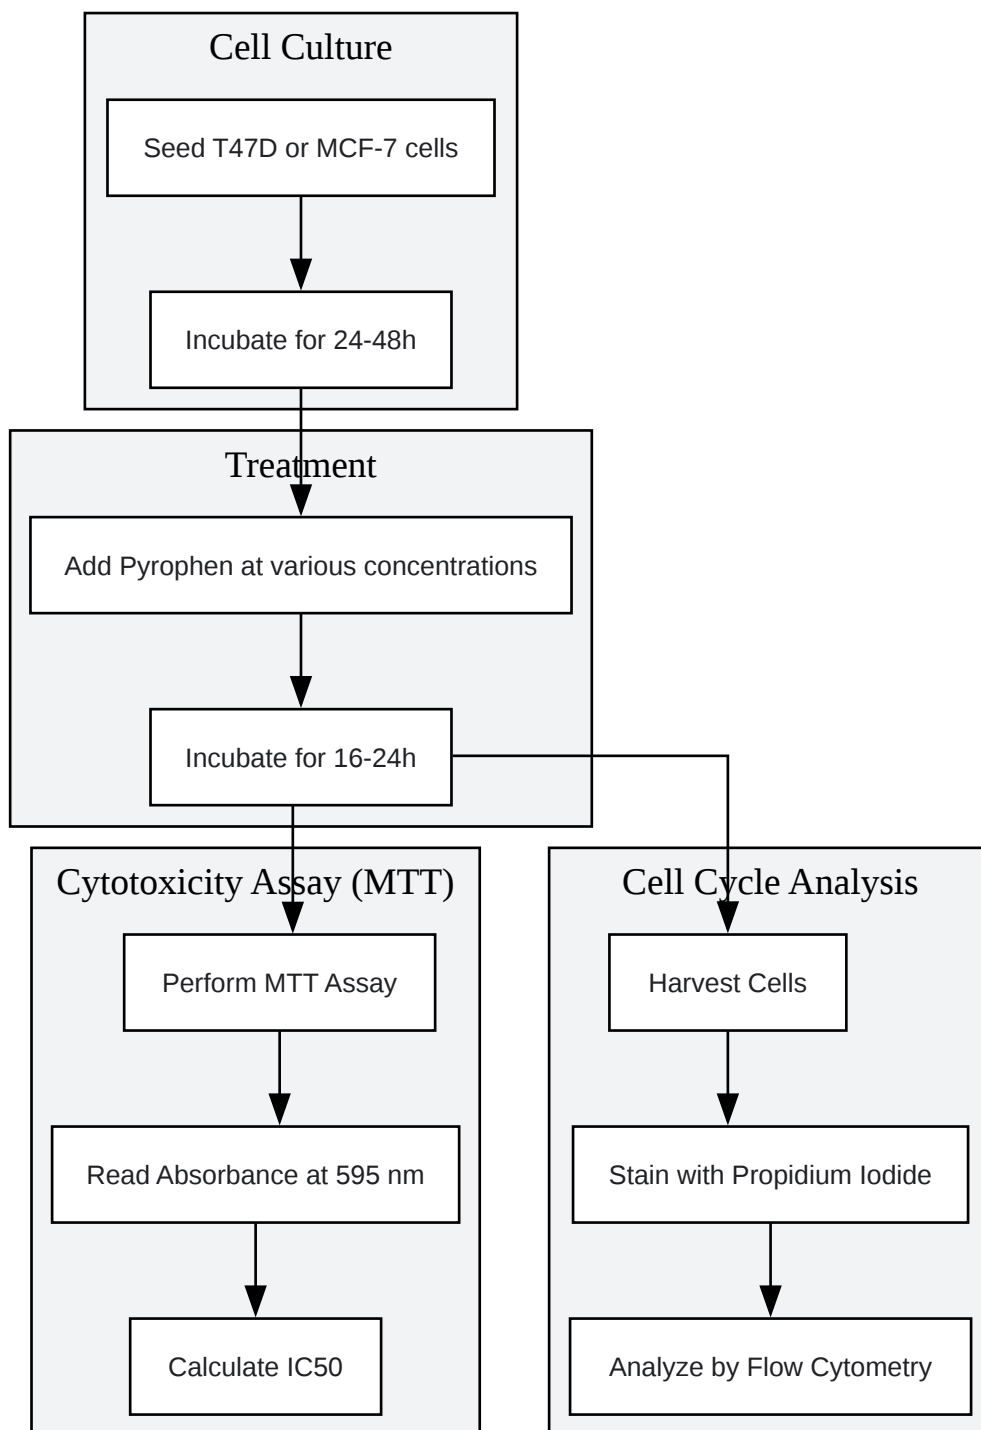 Cell Culture
Seed T47D or MCF-7 cells
Incubate for 24-48h
Treatment
Add Pyrophen at various concentrations
Incubate for 16-24h
Cytotoxicity Assay (MTT)
Perform MTT Assay
Read Absorbance at 595 nm
Calculate IC50
Cell Cycle Analysis
Harvest Cells
Stain with Propidium Iodide
Analyze by Flow Cytometry